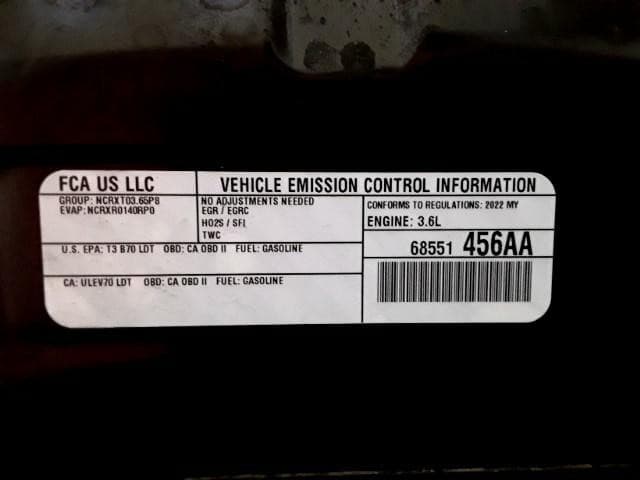 FCA US LLC
VEHICLE EMISSION CONTROL INFORMATION
GROUP: NCRXT03.65P8
EVAP: NCRXR0140RP0
NO ADJUSTMENTS NEEDED
EGR / EGRC
HO2S / SFI
TWC
CONFORMS TO REGULATIONS: 2022 MY
ENGINE: 3.6L
U.S. EPA: T3 B70 LDT OBD: CA OBD II FUEL: GASOLINE
68551 456AA
CA: ULEV70 LDT OBD: CA OBD II FUEL: GASOLINE